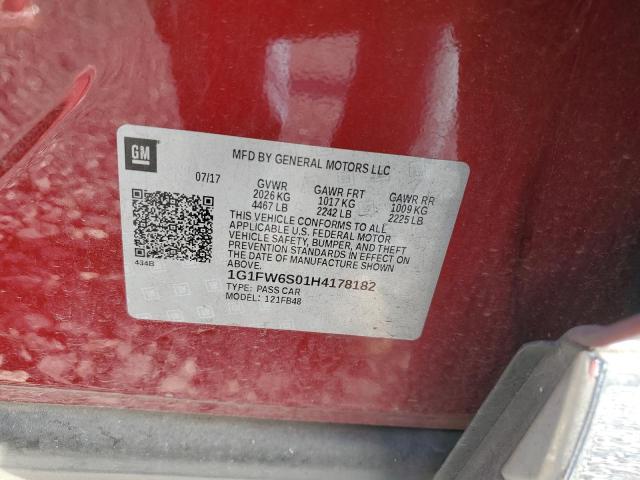 GM
MFD BY GENERAL MOTORS LLC
07/17 GVWR GAWR FRT GAWR RR
2026 KG 1017 KG 1009 KG
4467 LB 2242 LB 2225 LB
THIS VEHICLE CONFORMS TO ALL
APPLICABLE U.S. FEDERAL MOTOR
VEHICLE SAFETY, BUMPER, AND THEFT
PREVENTION STANDARDS IN EFFECT ON
THE DATE OF MANUFACTURE SHOWN
ABOVE.
434B
1G1FW6S01H4178182
TYPE: PASS CAR
MODEL: 121FB48